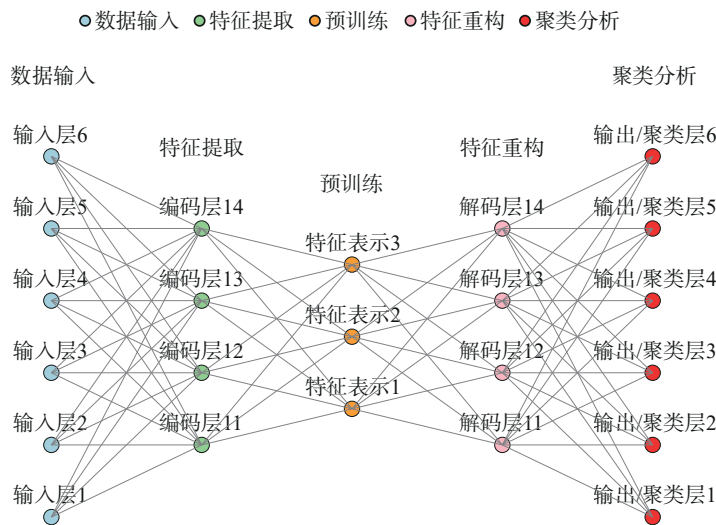 数据输入 特征提取 预训练 特征重构 聚类分析
数据输入 聚类分析
输入层6 特征提取 特征重构 输出/聚类层6
预训练
输入层5 编码层14 解码层14 输出/聚类层5
特征表示3
输入层4 编码层13 解码层13 输出/聚类层4
特征表示2
输入层3 编码层12 解码层12 输出/聚类层3
特征表示1
输入层2 编码层11 解码层11 输出/聚类层2
输入层1 输出/聚类层1